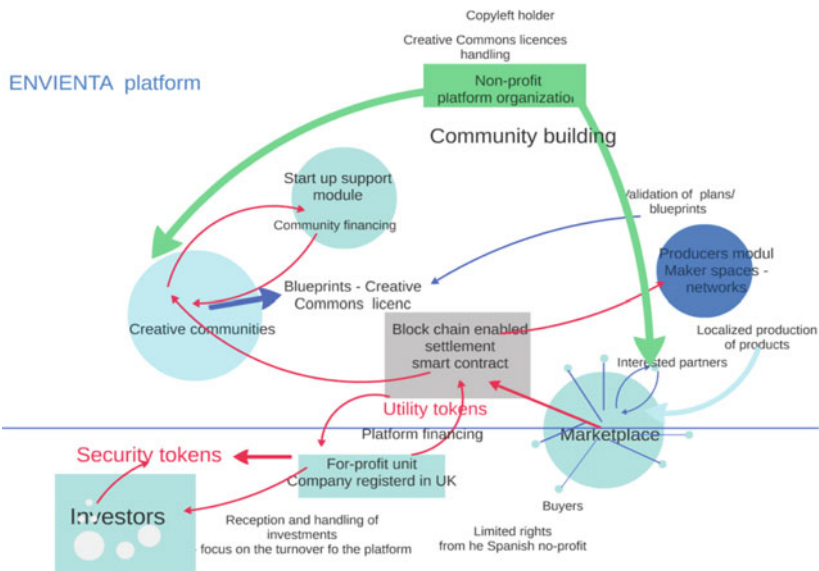 Copyleft holder
Creative Commons licences
handling
ENVIENTA platform
Non-profit
platform organizatio
Community building
Start up support
module
Community financing
Validation of plans/
blueprints
Producers modul
Maker spaces -
networks
Blueprints - Creative
Commons licenc
Creative communities
Block chain enabled
settlement
smart contract
Localized production
of products
Interested partners
Utility tokens
Platform financing
Marketplace
Security tokens
For-profit unit
Company registerd in UK
Investors
Buyers
Reception and handling of
investments
focus on the turnover fo the platform
Limited rights
from he Spanish no-profit